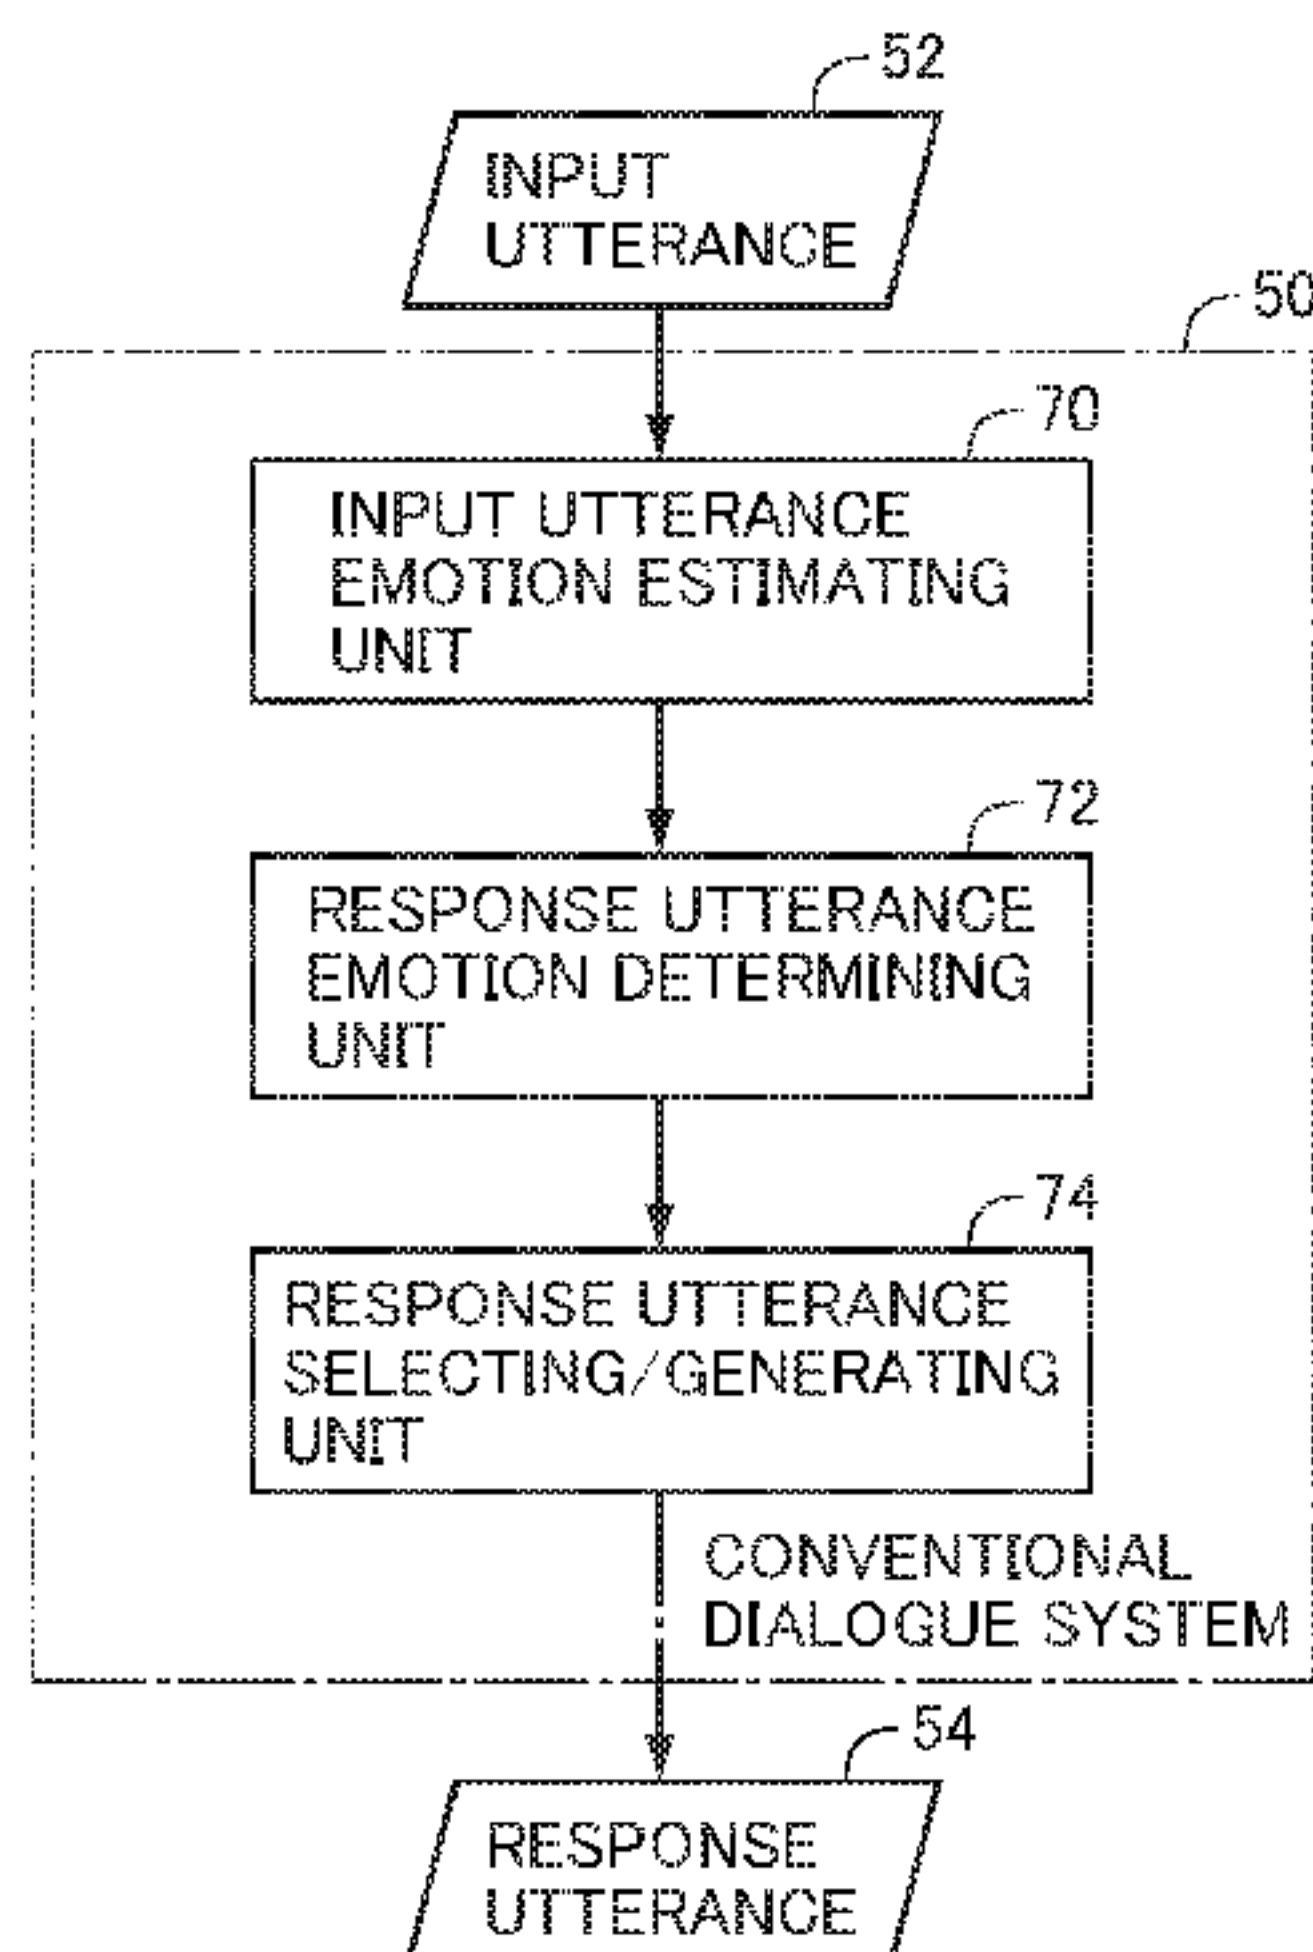 52
INPUT
UTTERANCE
50
70
INPUT UTTERANCE
EMOTION ESTIMATING
UNIT
72
RESPONSE UTTERANCE
EMOTION DETERMINING
UNIT
74
RESPONSE UTTERANCE
SELECTING/GENERATING
UNIT
CONVENTIONAL
DIALOGUE SYSTEM
54
RESPONSE
UTTERANCE